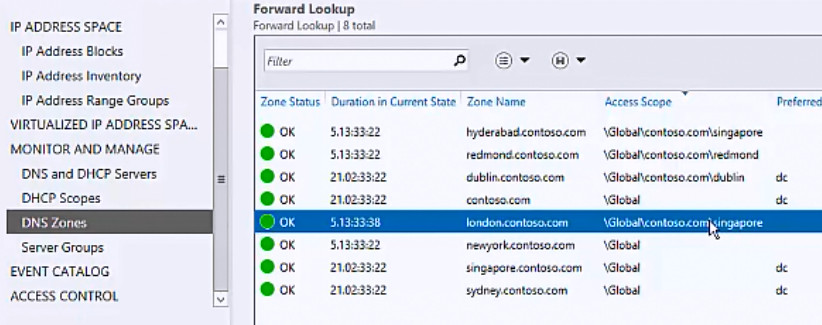 IP ADDRESS SPACE
IP Address Blocks
IP Address Inventory
IP Address Range Groups
VIRTUALIZED IP ADDRESS SPA...
MONITOR AND MANAGE
DNS and DHCP Servers
DHCP Scopes
DNS Zones
Server Groups
EVENT CATALOG
ACCESS CONTROL
Forward Lookup
Forward Lookup | 8 total
Filter
Zone Status Duration in Current State Zone Name Access Scope Preferred
OK 5.13:33:22 hyderabad.contoso.com \Global\contoso.com\singapore
OK 5.13:33:22 redmond.contoso.com \Global\contoso.com\redmond
OK 21.02:33:22 dublin.contoso.com \Global\contoso.com\dublin dc
OK 21.02:33:22 contoso.com \Global dc
OK 5.13:33:38 london.contoso.com \Global\contoso.com\singapore
OK 5.13:33:22 newyork.contoso.com \Global
OK 21.02:33:22 singapore.contoso.com \Global dc
OK 21.02:33:22 sydney.contoso.com \Global dc